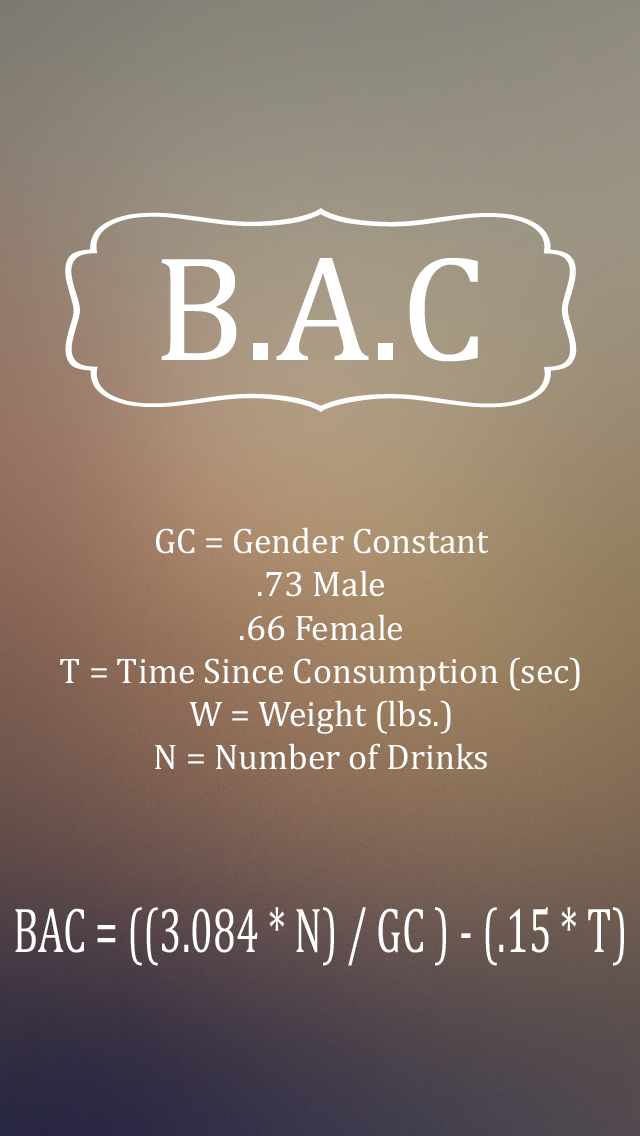 B.A.C
GC = Gender Constant
.73 Male
.66 Female
T = Time Since Consumption (sec)
W = Weight (lbs.)
N = Number of Drinks
BAC = ((3.084 * N) / GC ) - (.15 * T)